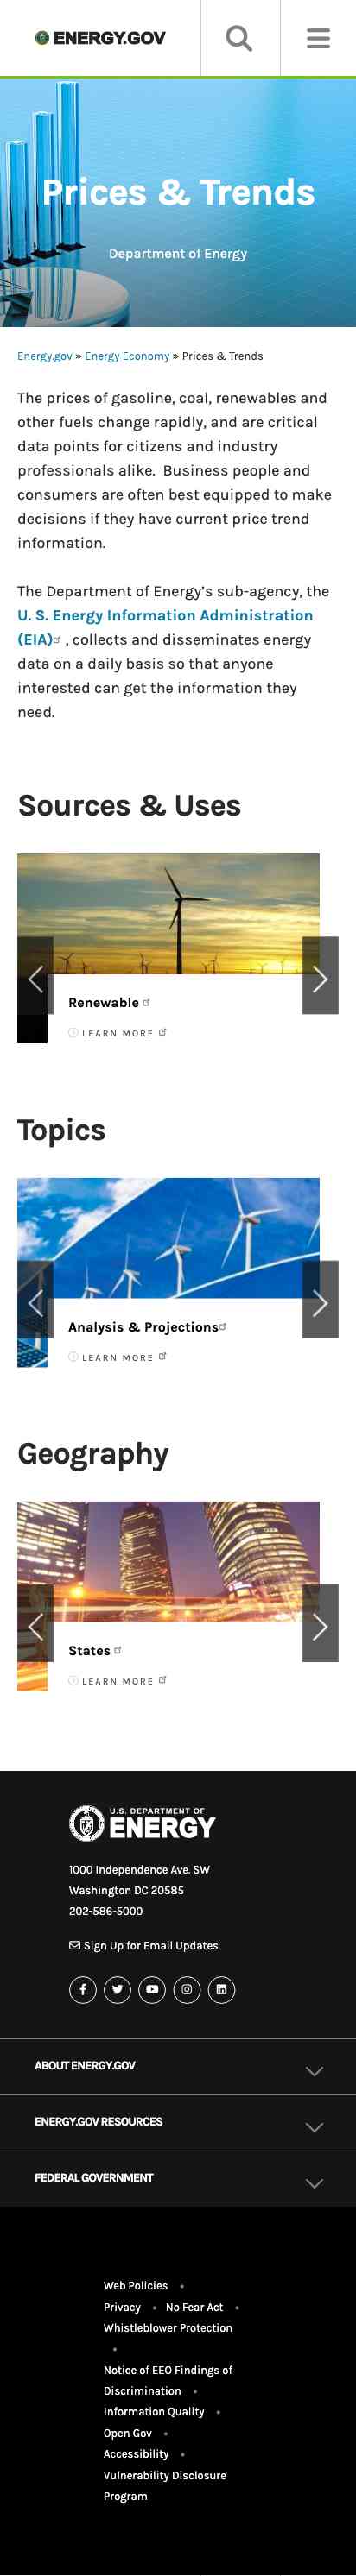 ENERGY.GOV
Prices & Trends
Department of Energy
Energy.gov » Energy Economy » Prices & Trends
The prices of gasoline, coal, renewables and
other fuels change rapidly, and are critical
data points for citizens and industry
professionals alike.  Business people and
consumers are often best equipped to make
decisions if they have current price trend
information.
The Department of Energy’s sub-agency, the
U. S. Energy Information Administration
(EIA) , collects and disseminates energy
data on a daily basis so that anyone
interested can get the information they
need.
Sources & Uses
Renewable
LEARN MORE
Topics
Analysis & Projections
LEARN MORE
Geography
States
LEARN MORE
U.S. DEPARTMENT OF
ENERGY
1000 Independence Ave. SW
Washington DC 20585
202-586-5000
Sign Up for Email Updates
ABOUT ENERGY.GOV
ENERGY.GOV RESOURCES
FEDERAL GOVERNMENT
Web Policies •
Privacy • No Fear Act •
Whistleblower Protection
•
Notice of EEO Findings of
Discrimination •
Information Quality •
Open Gov •
Accessibility •
Vulnerability Disclosure
Program